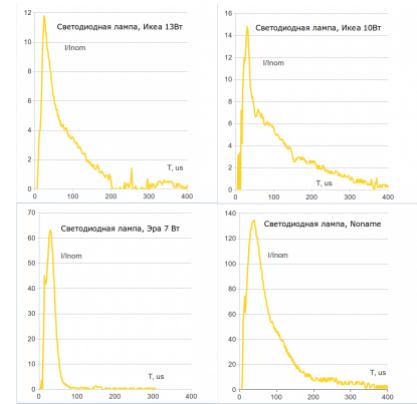 Светодиодная лампа, Икеа 13Вт
I/Inom
12
10
8
6
4
2
0
T, us
0 100 200 300 400
Светодиодная лампа, Икеа 10Вт
I/Inom
16
14
12
10
8
6
4
2
0
T, us
0 100 200 300 400
Светодиодная лампа, Эра 7 Вт
I/Inom
70
60
50
40
30
20
10
0
T, us
0 100 200 300 400
Светодиодная лампа, Noname
I/Inom
140
120
100
80
60
40
20
0
T, us
0 100 200 300 400